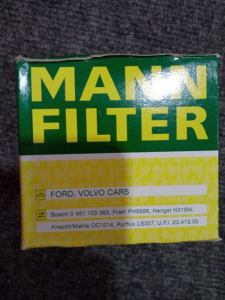 MANN
FILTER
FORD, VOLVO CARS
Bosch 0 451 103 363, Fram PH9566, Hengst H319W,
Knecht/Mahle OC1014, Purflux LS337, U.F.I. 23.413.00